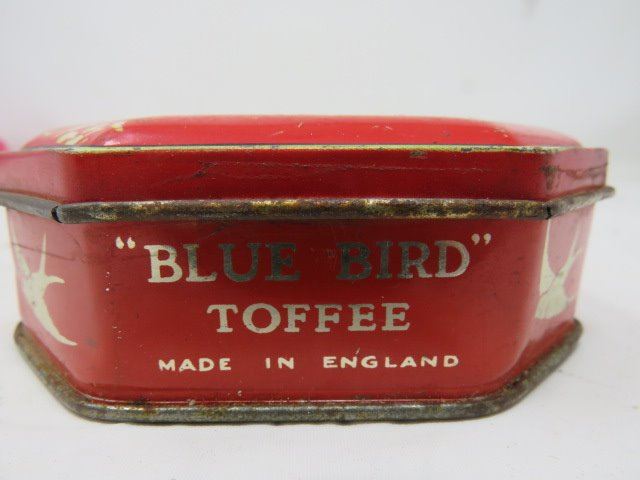 "BLUE BIRD"
TOFFEE
MADE IN ENGLAND